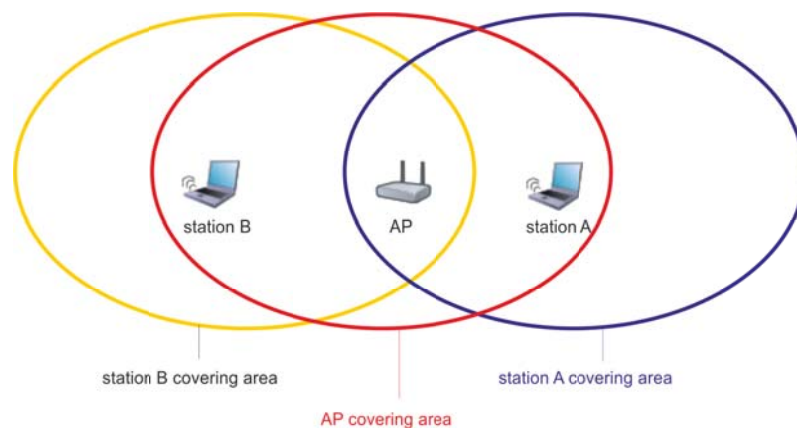 station B
AP
station A
station B covering area
station A covering area
AP covering area